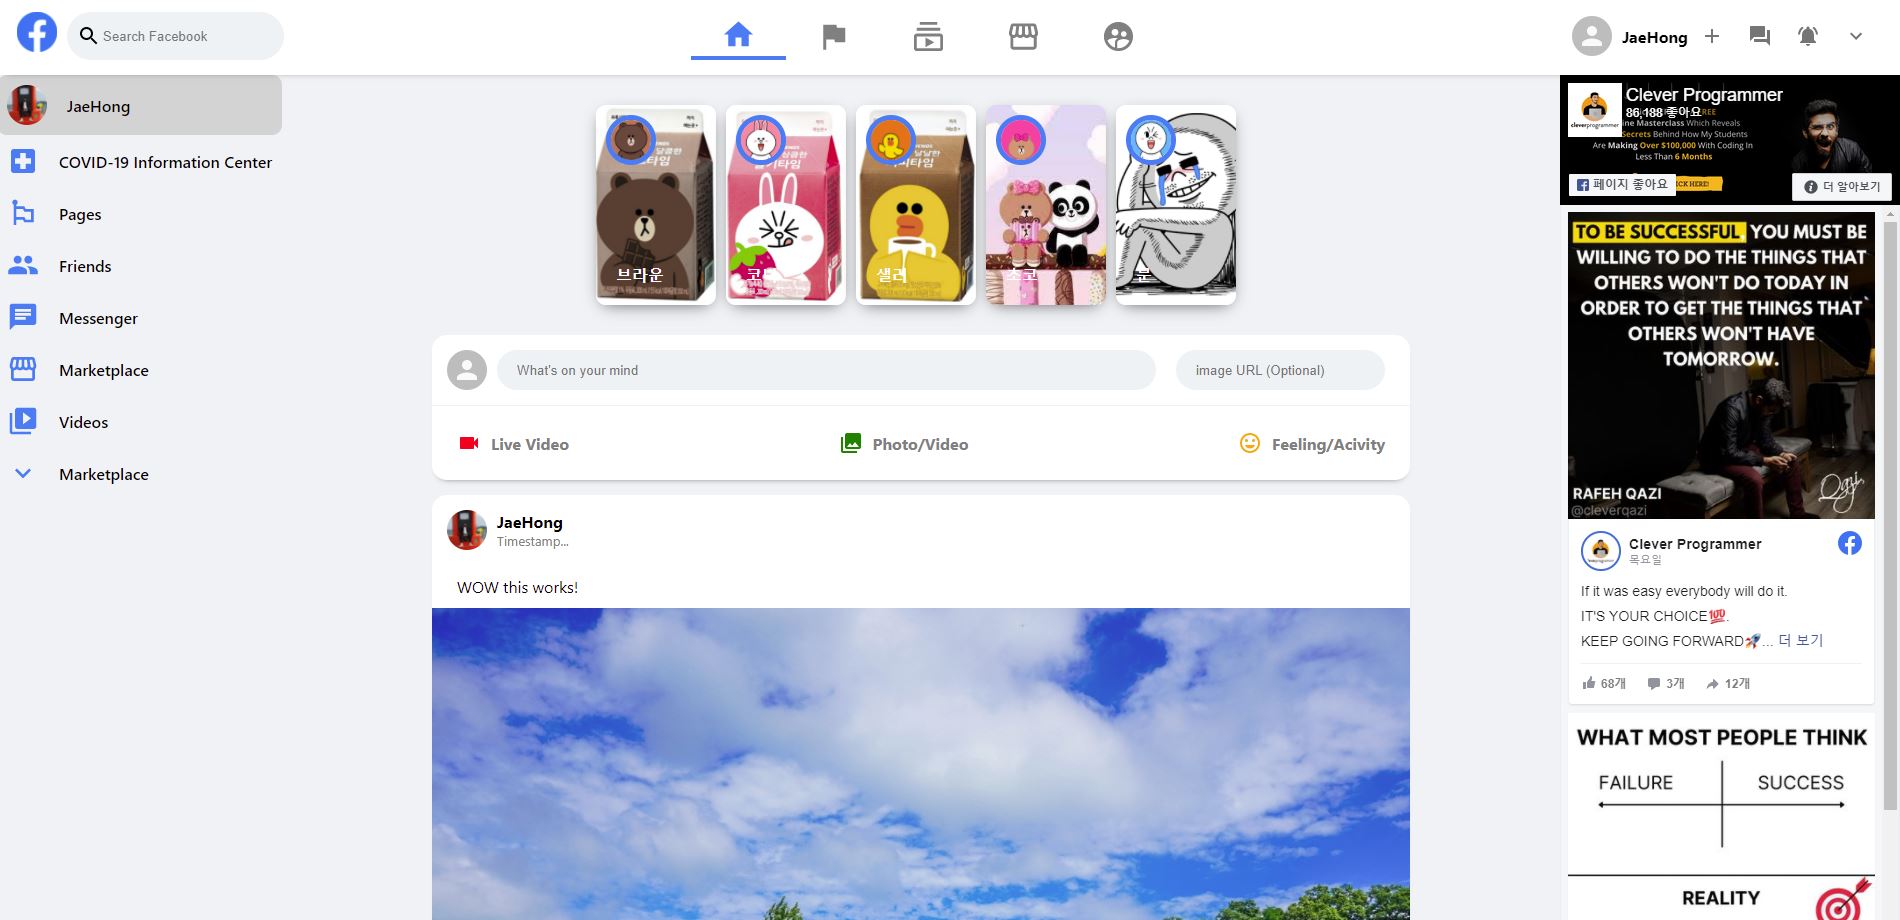 Search Facebook
JaeHong
JaeHong
COVID-19 Information Center
Pages
Friends
Messenger
Marketplace
Videos
Marketplace
브라운
샐리
초코
문
What's on your mind
image URL (Optional)
Live Video
Photo/Video
Feeling/Acivity
JaeHong
Timestamp...
WOW this works!
Clever Programmer
86,188 좋아요
ine Masterclass Which Reveals
Secrets Behind How My Students
Are Making Over $100,000 With Coding In
Less Than 6 Months
페이지 좋아요
CK HERE!
더 알아보기
TO BE SUCCESSFUL, YOU MUST BE
WILLING TO DO THE THINGS THAT
OTHERS WON'T DO TODAY IN
ORDER TO GET THE THINGS THAT
OTHERS WON'T HAVE
TOMORROW.
RAFEH QAZI
@cleverqazi
Clever Programmer
목요일
If it was easy everybody will do it.
IT'S YOUR CHOICE💯.
KEEP GOING FORWARD🚀... 더 보기
68개 3개 12개
WHAT MOST PEOPLE THINK
FAILURE SUCCESS
REALITY